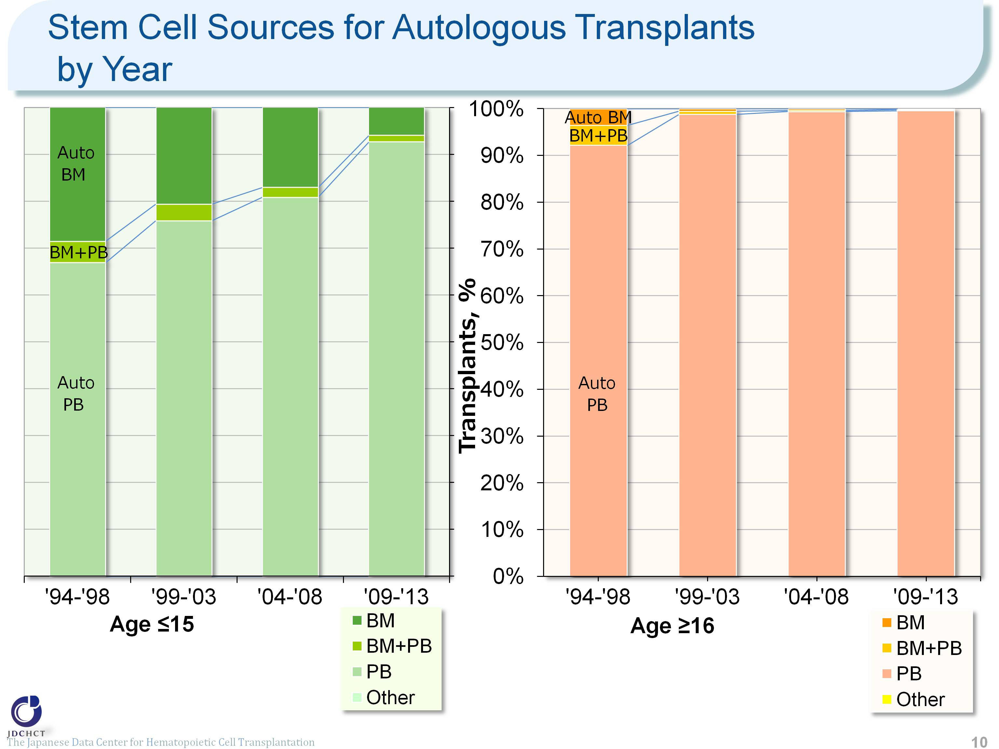 Stem Cell Sources for Autologous Transplants
by Year
Auto
BM
BM+PB
Auto
PB
'94-'98
'99-'03
'04-'08
'09-'13
Age ≤15
BM
BM+PB
PB
Other
Transplants, %
100%
90%
80%
70%
60%
50%
40%
30%
20%
10%
0%
Auto BM
BM+PB
Auto
PB
'94-'98
'99-'03
'04-'08
'09-'13
Age ≥16
BM
BM+PB
PB
Other
JDCHCT
The Japanese Data Center for Hematopoietic Cell Transplantation
10